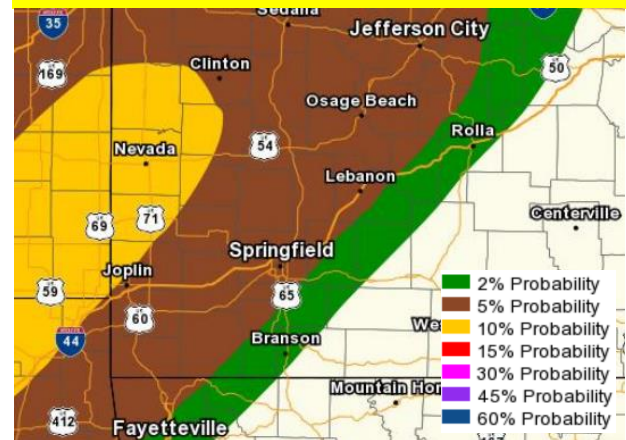 Sedalia
35
Jefferson City
Clinton
169
50
Osage Beach
Rolla
54
Nevada
Lebanon
Centerville
71
69
Springfield
Joplin
2% Probability
59
65
5% Probability
60
10% Probability
We
15% Probability
44
Branson
30% Probability
Mountain Hom
45% Probability
412
Fayetteville
60% Probability